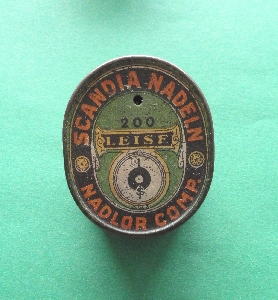 SCANDIA-NADELN
200
LEISE
NADLOR COMP.